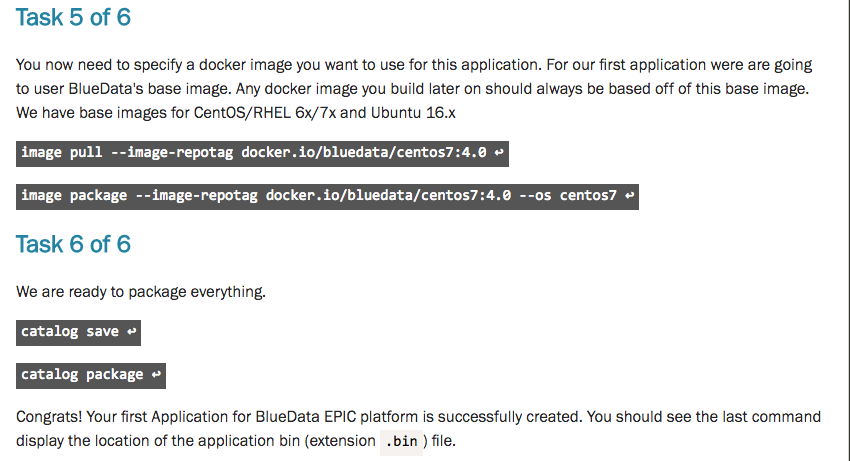 Task 5 of 6
You now need to specify a docker image you want to use for this application. For our first application were are going
to user BlueData's base image. Any docker image you build later on should always be based off of this base image.
We have base images for CentOS/RHEL 6x/7x and Ubuntu 16.x
image pull --image-repotag docker.io/bluedata/centos7:4.0 ↩
image package --image-repotag docker.io/bluedata/centos7:4.0 --os centos7 ↩
Task 6 of 6
We are ready to package everything.
catalog save ↩
catalog package ↩
Congrats! Your first Application for BlueData EPIC platform is successfully created. You should see the last command
display the location of the application bin (extension .bin ) file.